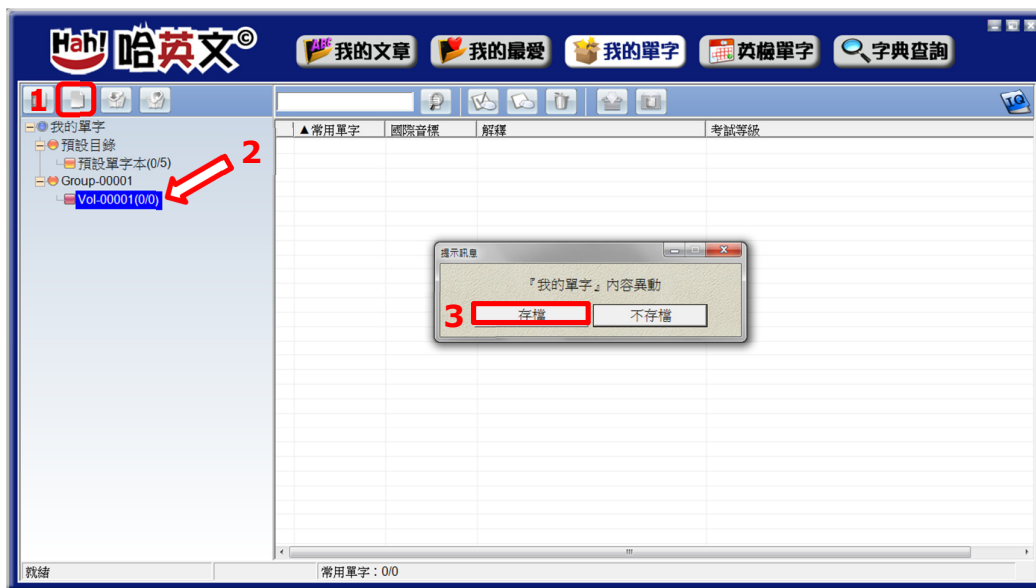 Hah! 哈英文©
ABC 我的文章 我的最愛 我的單字 英檢單字 字典查詢
1
IQ
我的單字
預設目錄
預設單字本(0/5)
2
Group-00001
Vol-00001(0/0)
▲常用單字 國際音標 解釋 考試等級
提示訊息
『我的單字』內容異動
3 存檔 不存檔
就緒 常用單字：0/0